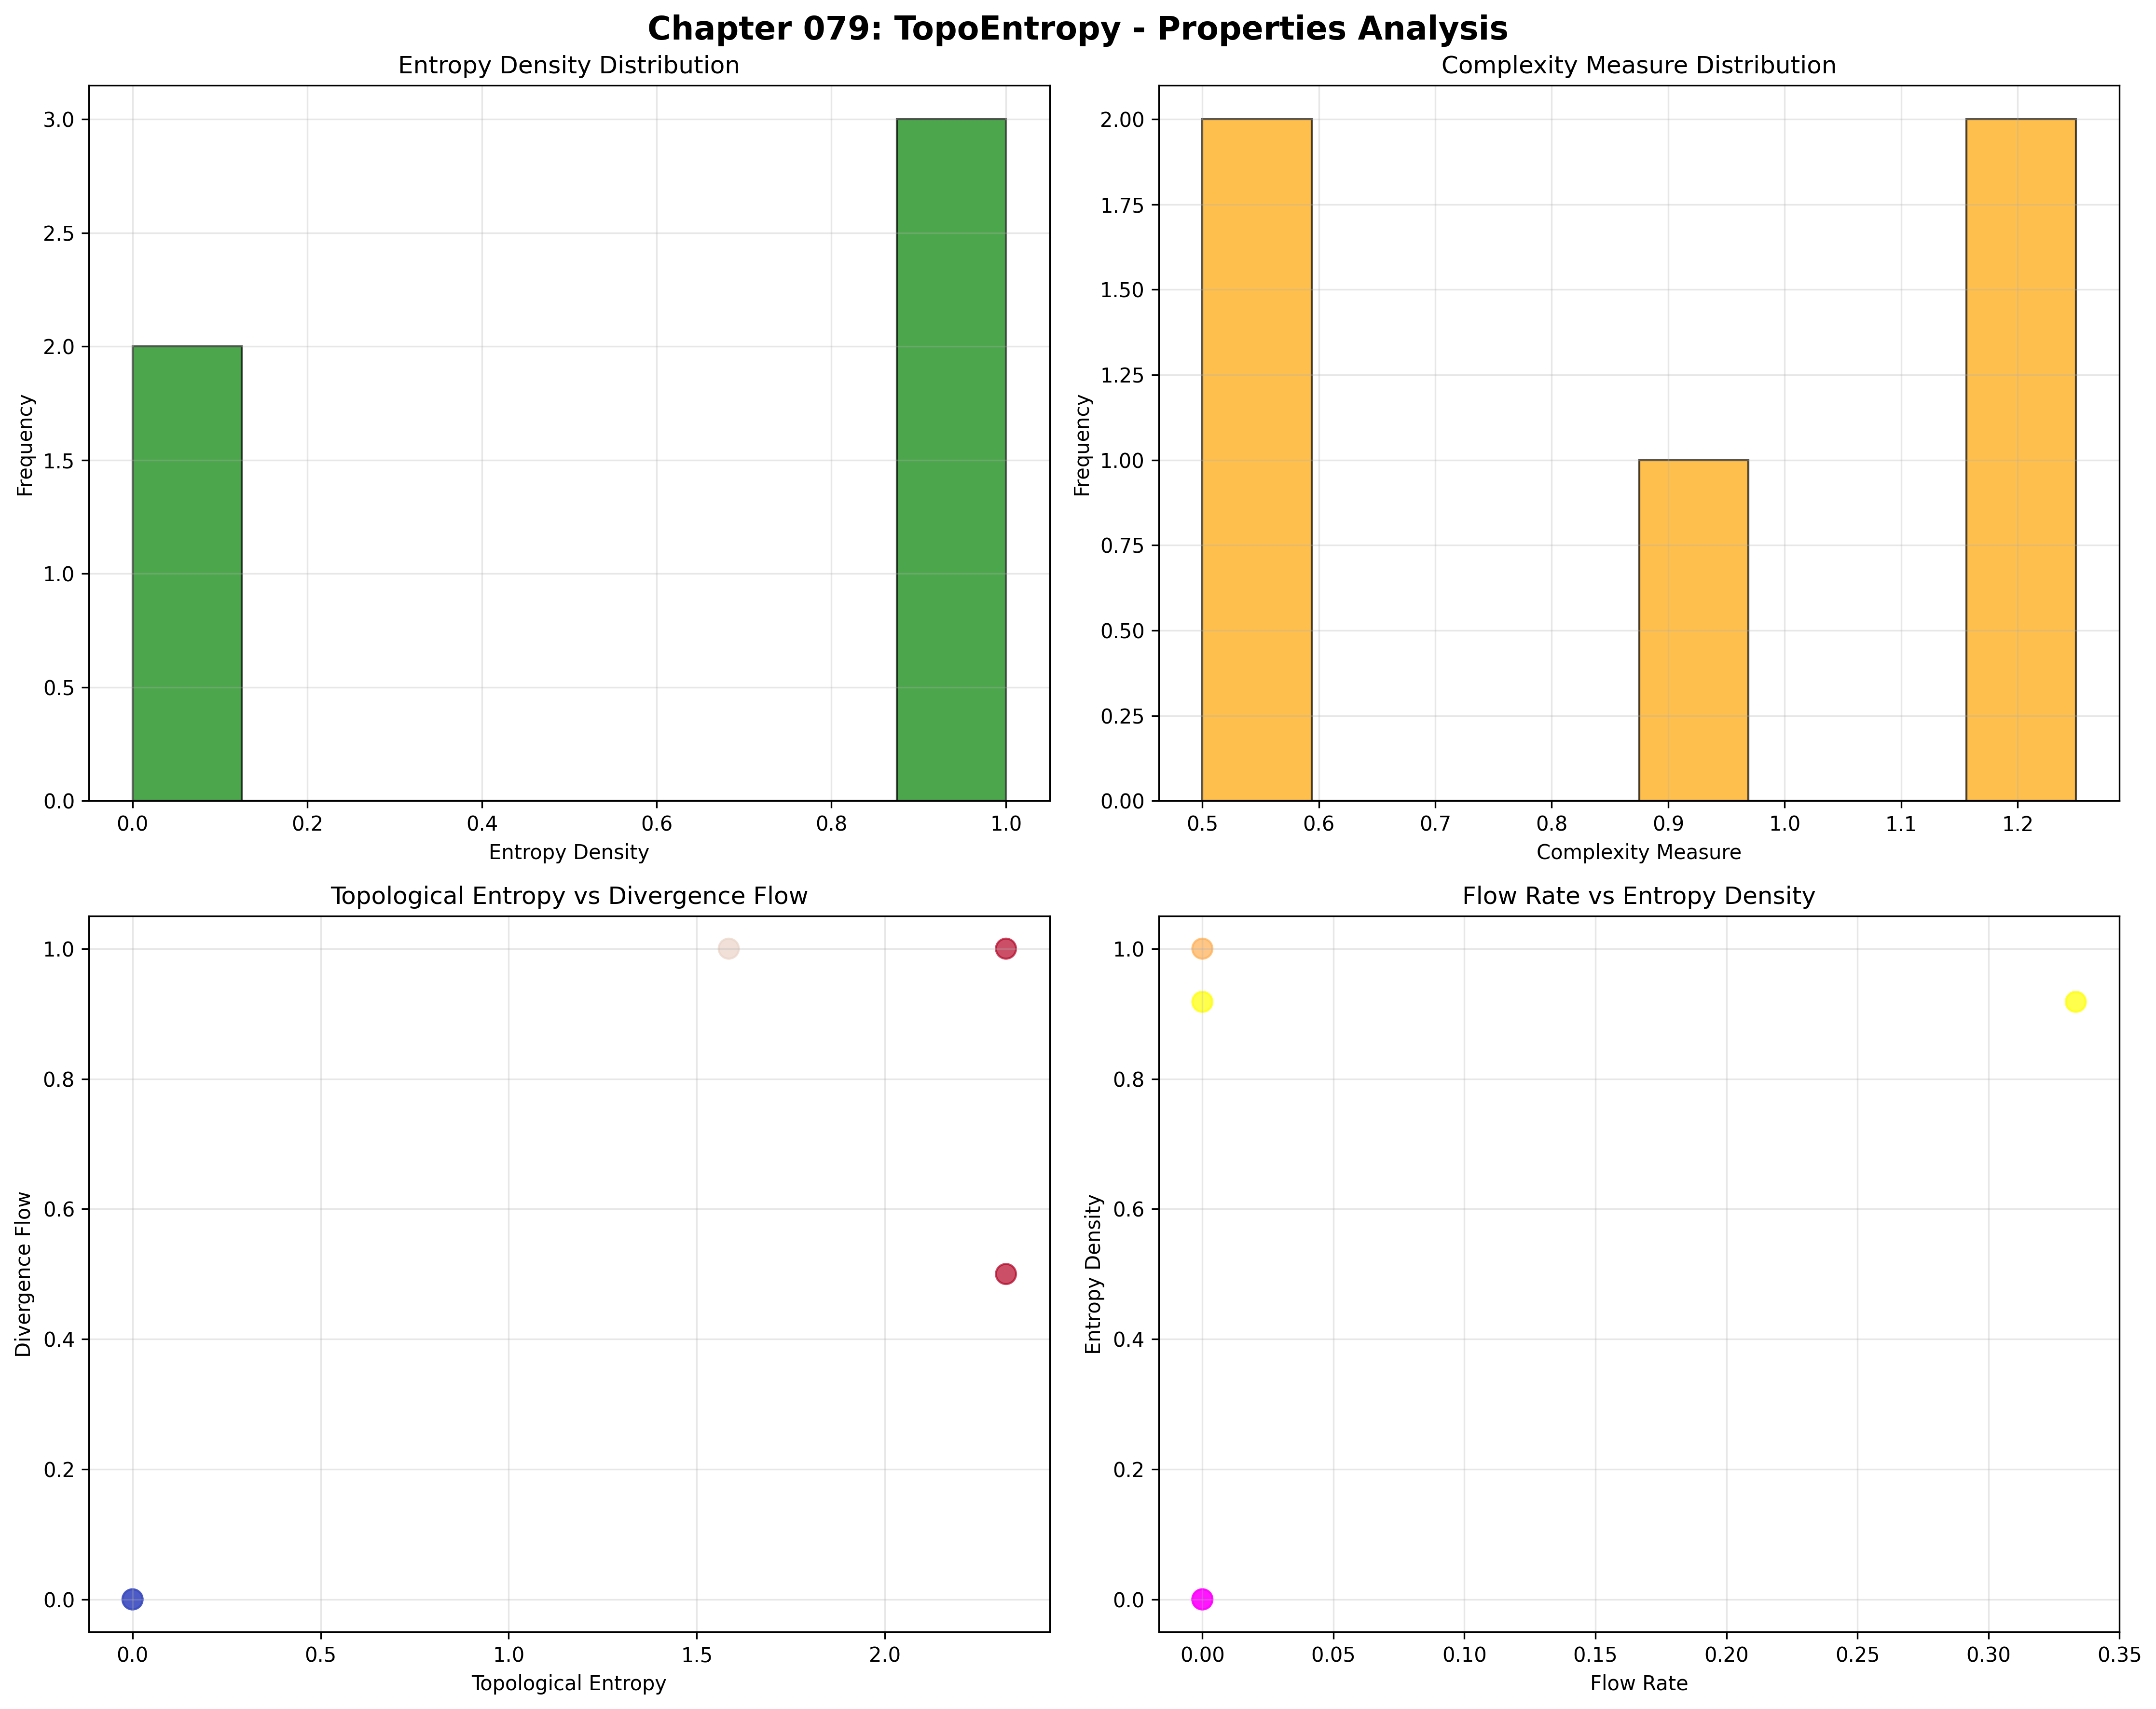 Chapter 079: TopoEntropy - Properties Analysis
Entropy Density Distribution
3.0
2.5
2.0
1.5
1.0
0.5
0.0
Frequency
0.0 0.2 0.4 0.6 0.8 1.0
Entropy Density
Complexity Measure Distribution
2.00
1.75
1.50
1.25
1.00
0.75
0.50
0.25
0.00
Frequency
0.5 0.6 0.7 0.8 0.9 1.0 1.1 1.2
Complexity Measure
Topological Entropy vs Divergence Flow
1.0
0.8
0.6
0.4
0.2
0.0
Divergence Flow
0.0 0.5 1.0 1.5 2.0
Topological Entropy
Flow Rate vs Entropy Density
1.0
0.8
0.6
0.4
0.2
0.0
Entropy Density
0.00 0.05 0.10 0.15 0.20 0.25 0.30 0.35
Flow Rate